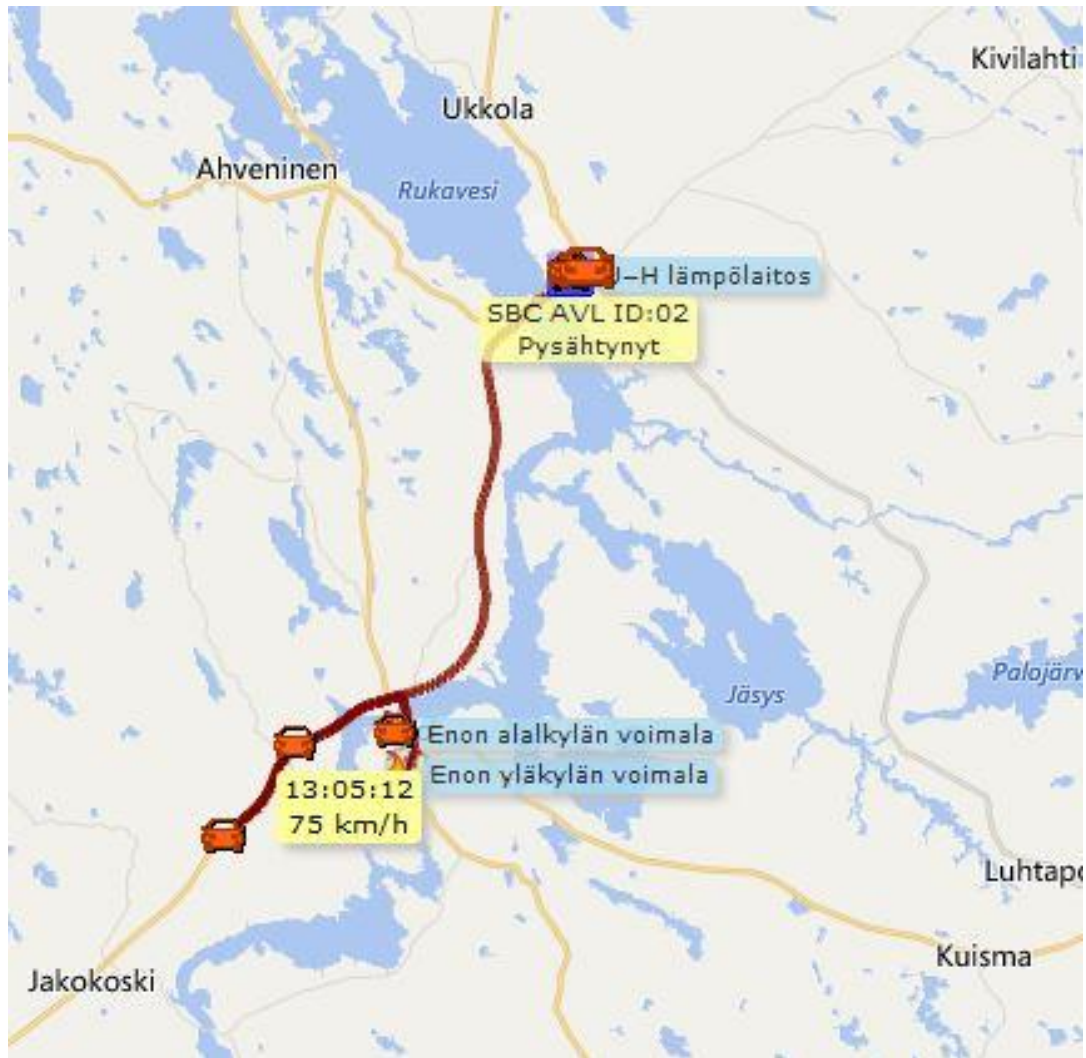 Kivilahti
Ukkola
Ahveninen
Rukavesi
–H lämpölaitos
SBC AVL ID:02
Pysähtynyt
Palojärv
Jäsys
Enon alalkylän voimala
Enon yläkylän voimala
13:05:12
75 km/h
Luhtapo
Kuisma
Jakokoski